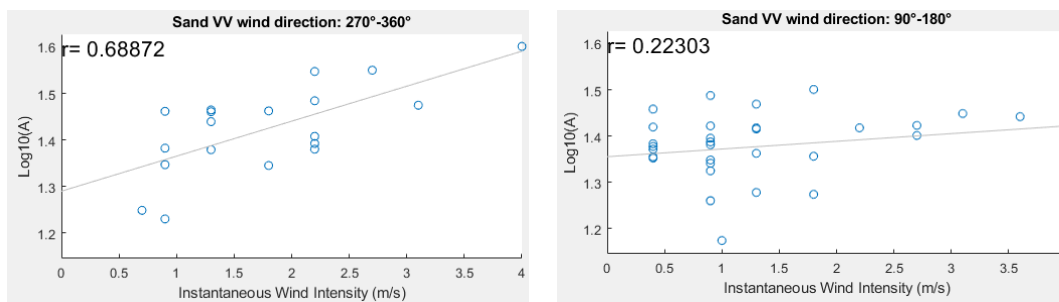 Sand VV wind direction: 270°-360°
r= 0.68872
Log10(A)
1.6
1.5
1.4
1.3
1.2
0 0.5 1 1.5 2 2.5 3 3.5 4
Instantaneous Wind Intensity (m/s)
Sand VV wind direction: 90°-180°
r= 0.22303
Log10(A)
1.6
1.5
1.4
1.3
1.2
0 0.5 1 1.5 2 2.5 3 3.5
Instantaneous Wind Intensity (m/s)